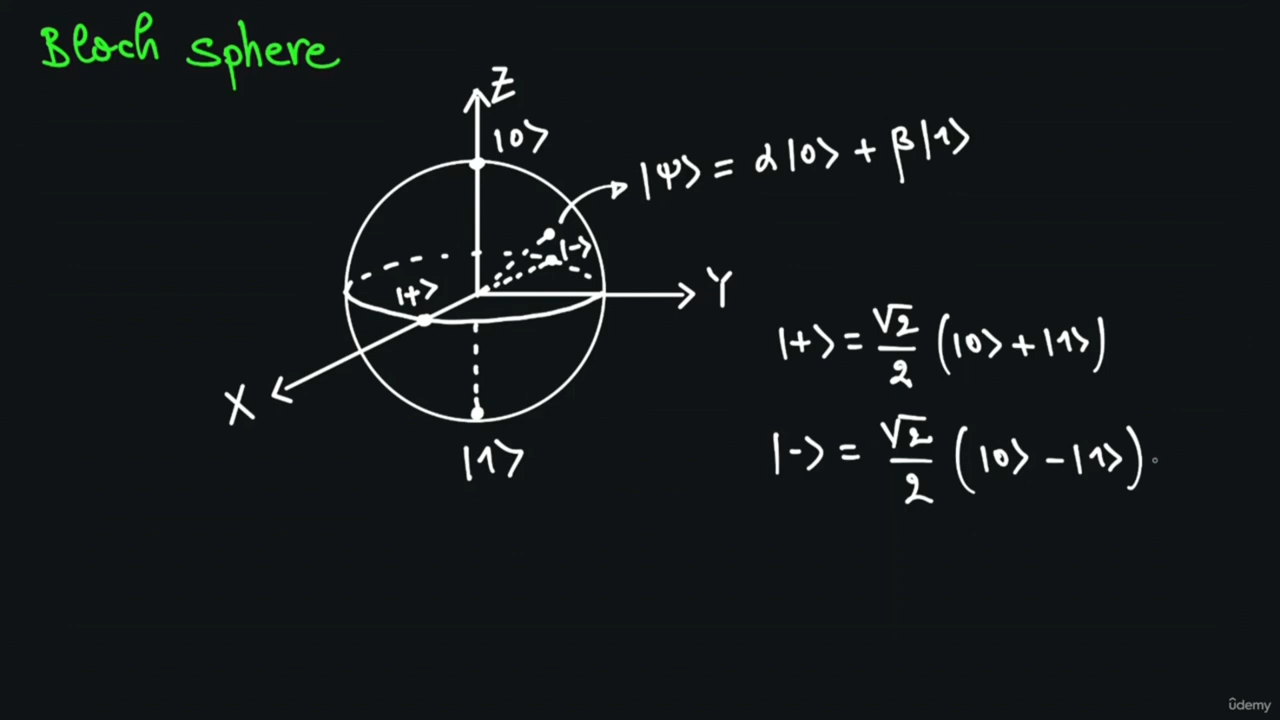 Bloch sphere
Z
|0>
|ψ> = α|0> + β|1>
|->
|+>
Y
|+> = √2/2 (|0> + |1>)
X
|-> = √2/2 (|0> - |1>)
|1>
ûdemy